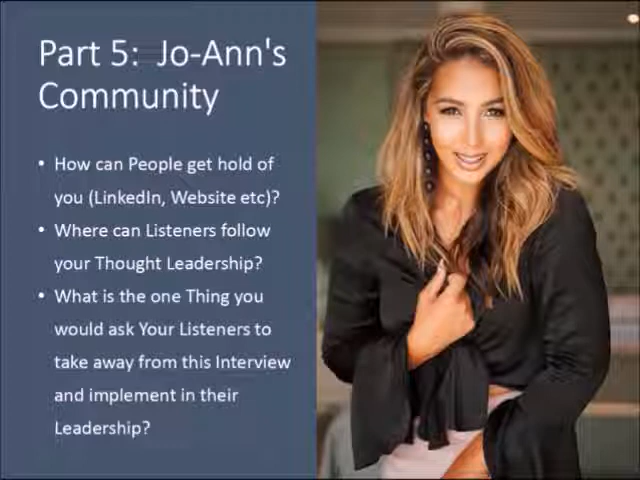 Part 5:  Jo-Ann's
Community
• How can People get hold of
you (LinkedIn, Website etc)?
• Where can Listeners follow
your Thought Leadership?
• What is the one Thing you
would ask Your Listeners to
take away from this Interview
and implement in their
Leadership?